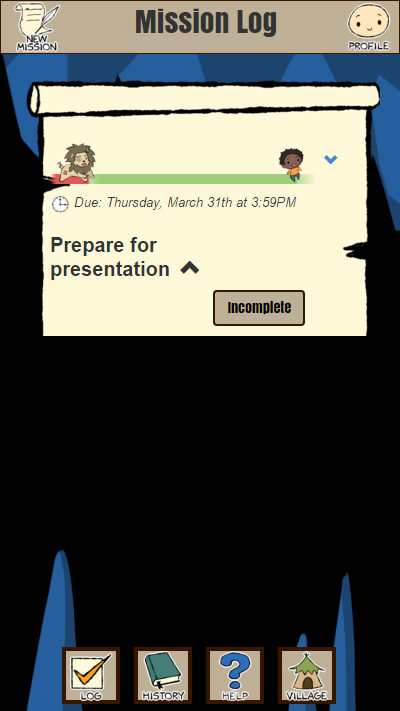 NEW
MISSION
Mission Log
PROFILE
Due: Thursday, March 31th at 3:59PM
Prepare for
presentation
Incomplete
LOG
HISTORY
HELP
VILLAGE